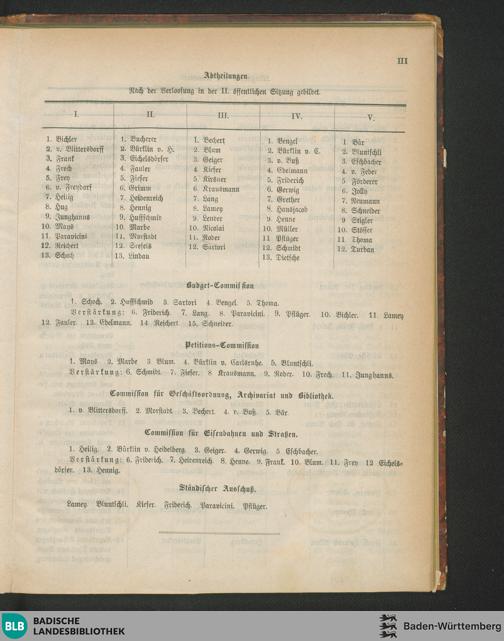 III
Abtheilungen.
Nach der Verloosung in der II. öffentlichen Sitzung gebildet.
I. II. III. IV. V.
1. Bichler 1. Bucherer 1. Bechert 1. Bengel 1. Bär
2. v. Blittersdorff 2. Bürklin v. H. 2. Blum 2. Bürklin v. C. 2. Bluntschli
3. Frank 3. Eichelsdörfer 3. Geiger 3. v. Buß 3. Eschbacher
4. Frech 4. Fauler 4. Kiefer 4. Edelmann 4. v. Feder
5. Frey 5. Fieser 5. Kirsner 5. Friderich 5. Förderer
6. v. Freydorf 6. Grimm 6. Krausmann 6. Gerwig 6. Jolly
7. Heilig 7. Heidenreich 7. Lang 7. Grether 7. Neumann
8. Hug 8. Hennig 8. Lamey 8. Hansjacob 8. Schneider
9. Junghanns 9. Huffschmid 9. Lender 9. Henne 9. Stigler
10. Mays 10. Marbe 10. Nicolai 10. Müller 10. Stösser
11. Paravicini 11. Morstadt 11. Roder 11. Pflüger 11. Thoma
12. Reichert 12. 12. Sartori 12. Schmidt 12. Turban
13. Schoch 13. Lindau 13. Dietsche
Budget-Commission
1. Schoch. 2. Huffschmid 3. Sartori 4. Bengel. 5. Thoma.
Verstärkung: 6. Friderich. 7. Lang. 8. Paravicini. 9. Pflüger. 10. Bichler. 11. Lamey
12. Fauler. 13. Edelmann. 14. Reichert 15. Schneider.
Petitions-Commission
1. Mays 2. Marbe 3. Blum. 4. Bürklin v. Carlsruhe. 5. Bluntschli.
Verstärkung: 6. Schmidt. 7. Fieser. 8. Krausmann. 9. Roder. 10. Frech. 11. Junghanns.
Commission für Geschäftsordnung, Archivariat und Bibliothek.
1. v. Blittersdorff. 2. Morstadt. 3. Bechert. 4. v. Buß. 5. Bär.
Commission für Eisenbahnen und Straßen.
1. Heilig. 2. Bürklin v. Heidelberg. 3. Geiger. 4. Gerwig. 5. Eschbacher.
Verstärkung: 6. Friderich. 7. Heidenreich. 8. Henne. 9. Frank. 10. Blum. 11. Frey 12. Eichels-
dörfer. 13. Hennig.
Ständischer Ausschuß.
Lamey. Bluntschli. Kiefer. Friderich. Paravicini. Pflüger.
BLB BADISCHE
LANDESBIBLIOTHEK
Baden-Württemberg